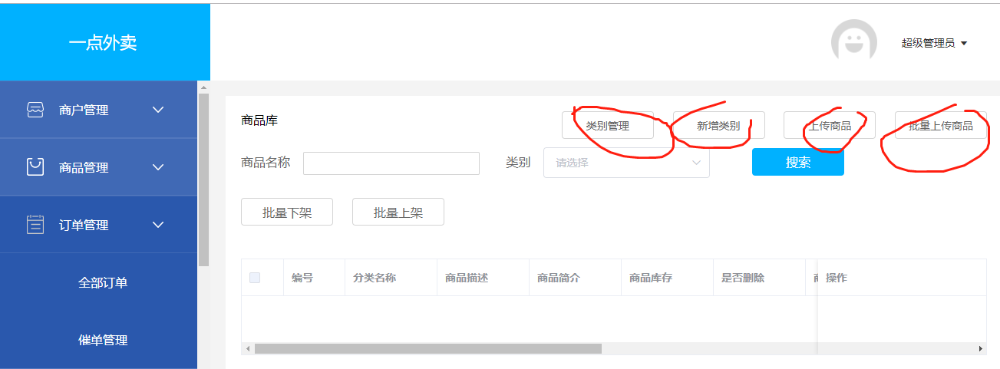 一点外卖
超级管理员
商户管理
商品管理
订单管理
全部订单
催单管理
商品库
类别管理
新增类别
上传商品
批量上传商品
商品名称
类别
请选择
搜索
批量下架
批量上架
编号 分类名称 商品描述 商品简介 商品库存 是否删除 操作